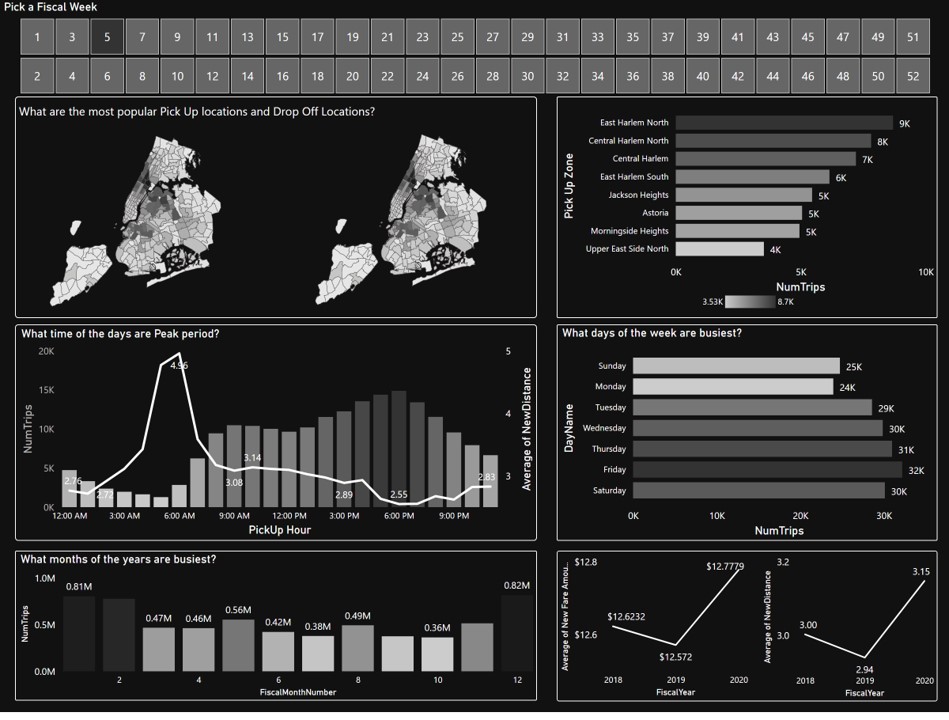 Pick a Fiscal Week
1 3 5 7 9 11 13 15 17 19 21 23 25 27 29 31 33 35 37 39 41 43 45 47 49 51
2 4 6 8 10 12 14 16 18 20 22 24 26 28 30 32 34 36 38 40 42 44 46 48 50 52
What are the most popular Pick Up locations and Drop Off Locations?
Pick Up Zone
East Harlem North 9K
Central Harlem North 8K
Central Harlem 7K
East Harlem South 6K
Jackson Heights 5K
Astoria 5K
Morningside Heights 5K
Upper East Side North 4K
0K 5K 10K
NumTrips
3.53K 8.7K
What time of the days are Peak period?
NumTrips
20K
15K
10K
5K
0K
5
4
3
Average of NewDistance
2.76 2.72 4.96 3.08 3.14 2.89 2.55 2.83
12:00 AM 3:00 AM 6:00 AM 9:00 AM 12:00 PM 3:00 PM 6:00 PM 9:00 PM
PickUp Hour
What days of the week are busiest?
DayName
Sunday 25K
Monday 24K
Tuesday 29K
Wednesday 30K
Thursday 31K
Friday 32K
Saturday 30K
0K 10K 20K 30K
NumTrips
What months of the years are busiest?
NumTrips
1.0M
0.5M
0.0M
0.81M 0.47M 0.46M 0.56M 0.42M 0.38M 0.49M 0.36M 0.82M
2 4 6 8 10 12
FiscalMonthNumber
Average of New Fare Amou...
$12.8
$12.6
$12.6232 $12.572 $12.7779
2018 2019 2020
FiscalYear
Average of NewDistance
3.2
3.0
3.00 2.94 3.15
2018 2019 2020
FiscalYear